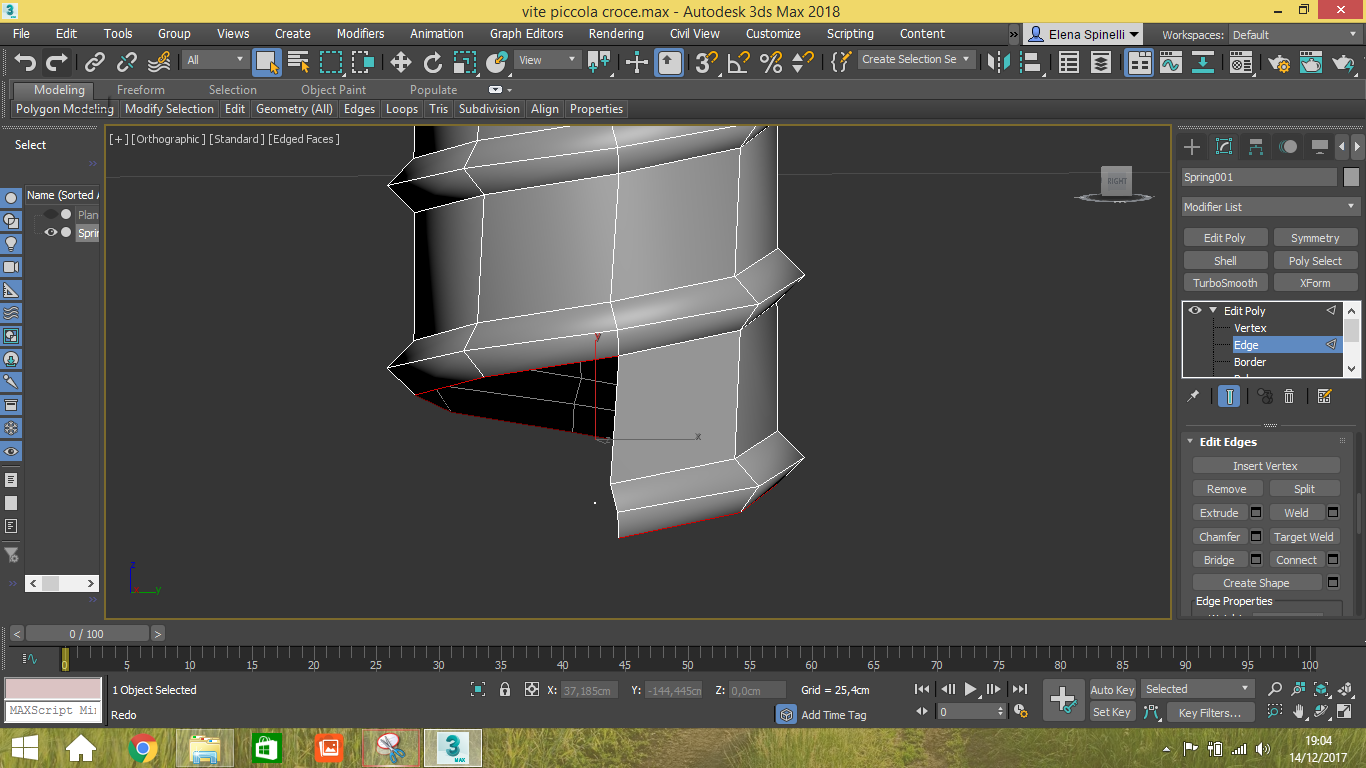 vite piccola croce.max - Autodesk 3ds Max 2018
File Edit Tools Group Views Create Modifiers Animation Graph Editors Rendering Civil View Customize Scripting Content » Elena Spinelli Workspaces: Default
All View Create Selection Se
Modeling Freeform Selection Object Paint Populate
Polygon Modeling Modify Selection Edit Geometry (All) Edges Loops Tris Subdivision Align Properties
Select
Name (Sorted A
Plan
Sprin
[+] [Orthographic] [Standard] [Edged Faces]
RIGHT
y
x
z
y
Spring001
Modifier List
Edit Poly Symmetry
Shell Poly Select
TurboSmooth XForm
Edit Poly
Vertex
Edge
Border
Edit Edges
Insert Vertex
Remove Split
Extrude Weld
Chamfer Target Weld
Bridge Connect
Create Shape
Edge Properties
< 0 / 100 >
0 5 10 15 20 25 30 35 40 45 50 55 60 65 70 75 80 85 90 95 100
1 Object Selected X: 37,185cm Y: -144,445cm Z: 0,0cm Grid = 25,4cm Auto Key Selected
MAXScript Mi
Redo Add Time Tag 0 Set Key Key Filters...
3 MAX
19:04
14/12/2017